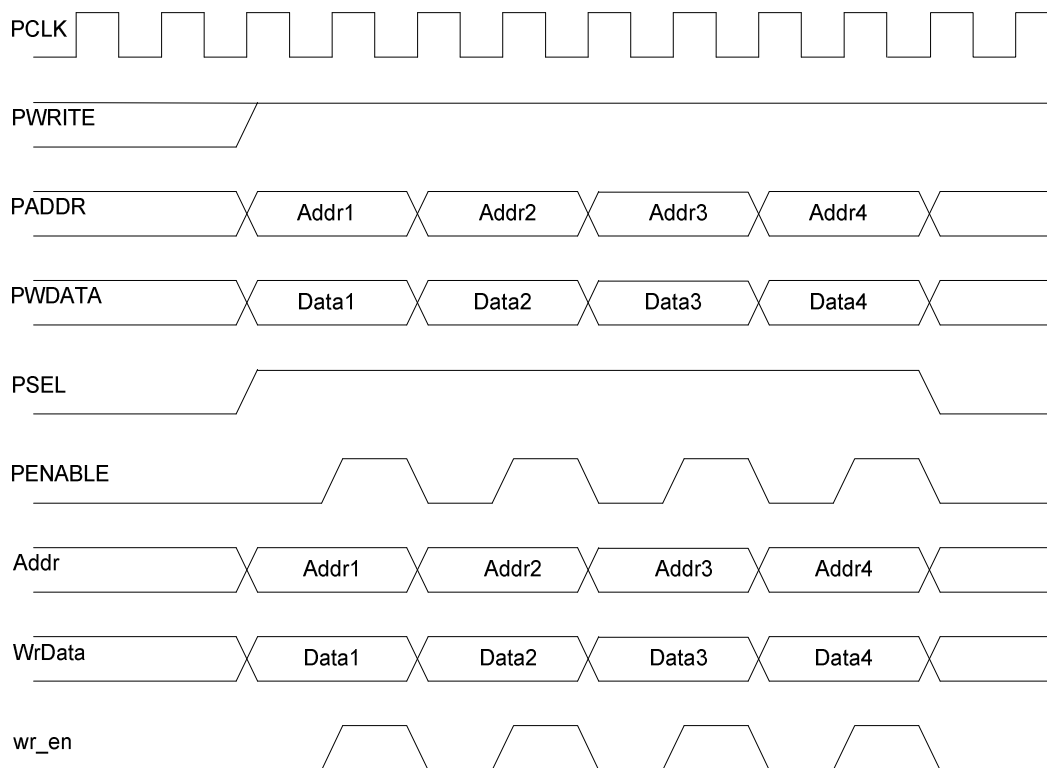 PCLK
PWRITE
PADDR Addr1 Addr2 Addr3 Addr4
PWDATA Data1 Data2 Data3 Data4
PSEL
PENABLE
Addr Addr1 Addr2 Addr3 Addr4
WrData Data1 Data2 Data3 Data4
wr_en